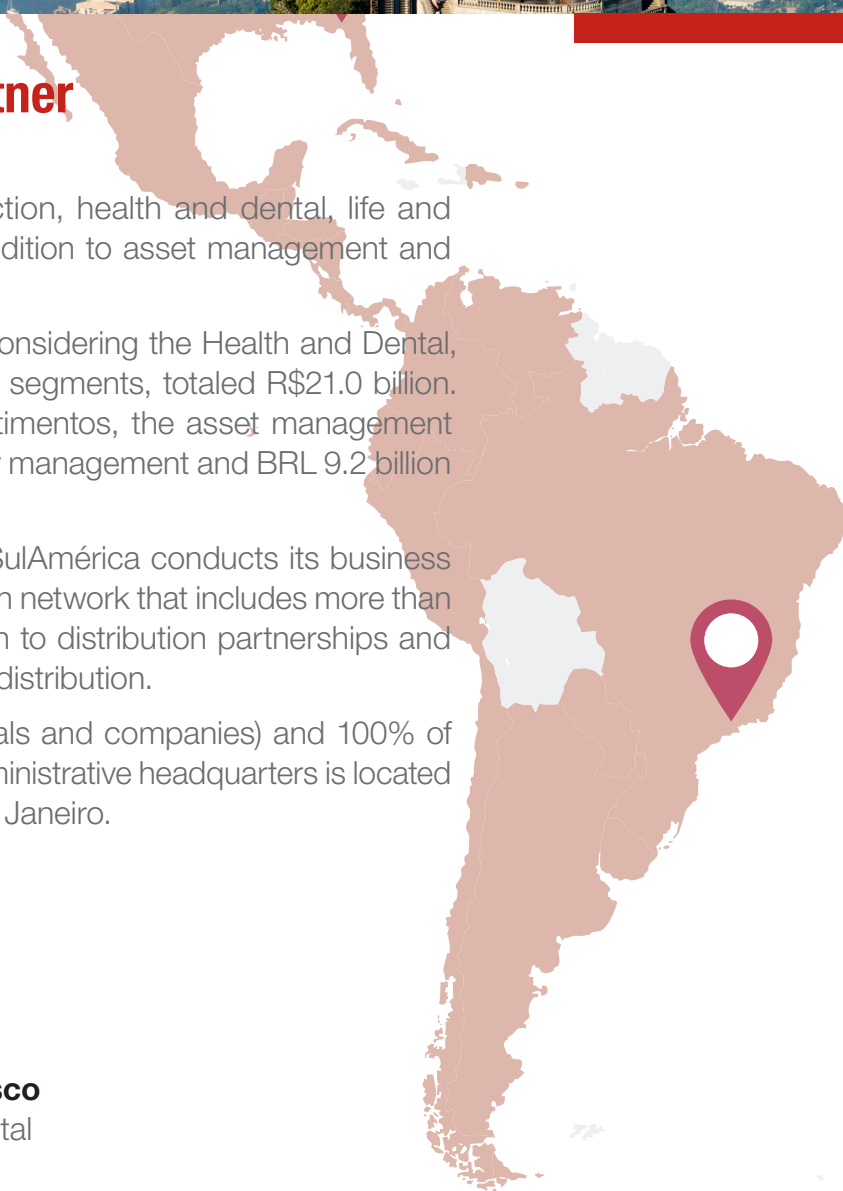 tner
ction, health and dental, life and
dition to asset management and
onsidering the Health and Dental,
segments, totaled R$21.0 billion.
timentos, the asset management
r management and BRL 9.2 billion
SulAmérica conducts its business
n network that includes more than
n to distribution partnerships and
distribution.
als and companies) and 100% of
ministrative headquarters is located
Janeiro.
sco
tal